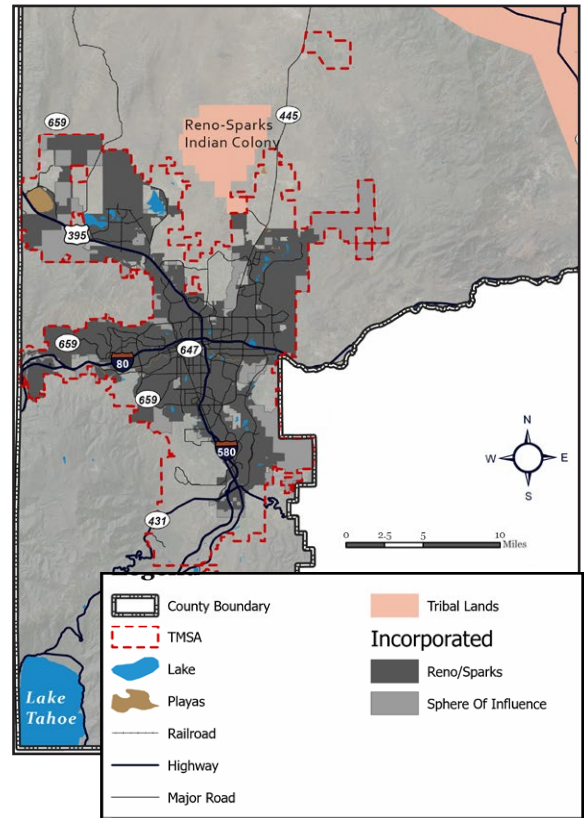 659
445
Reno-Sparks
Indian Colony
395
659
647
80
659
580
N
W
E
S
431
0
2.5
5
10
Miles
Lake
Tahoe
County Boundary
TMSA
Lake
Playas
Railroad
Highway
Major Road
Tribal Lands
Incorporated
Reno/Sparks
Sphere Of Influence